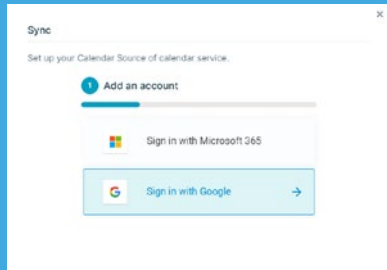 Sync
Set up your Calendar Source of calendar service.
1 Add an account
Sign in with Microsoft 365
Sign in with Google